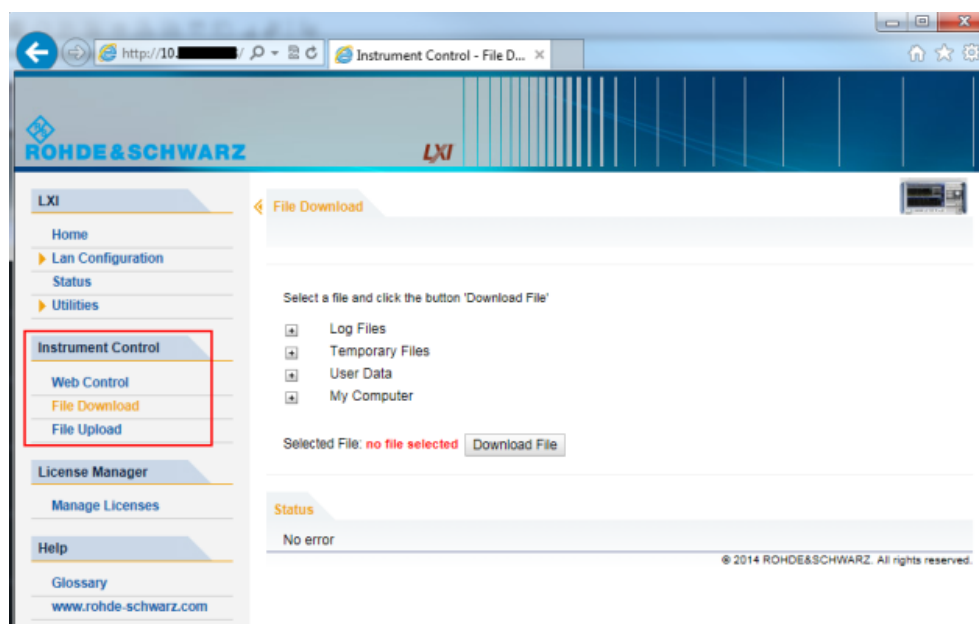 http://10.
Instrument Control - File D...
ROHDE&SCHWARZ
LXI
LXI
Home
Lan Configuration
Status
Utilities
Instrument Control
Web Control
File Download
File Upload
License Manager
Manage Licenses
Help
Glossary
www.rohde-schwarz.com
File Download
Select a file and click the button 'Download File'
Log Files
Temporary Files
User Data
My Computer
Selected File: no file selected Download File
Status
No error
© 2014 ROHDE&SCHWARZ. All rights reserved.